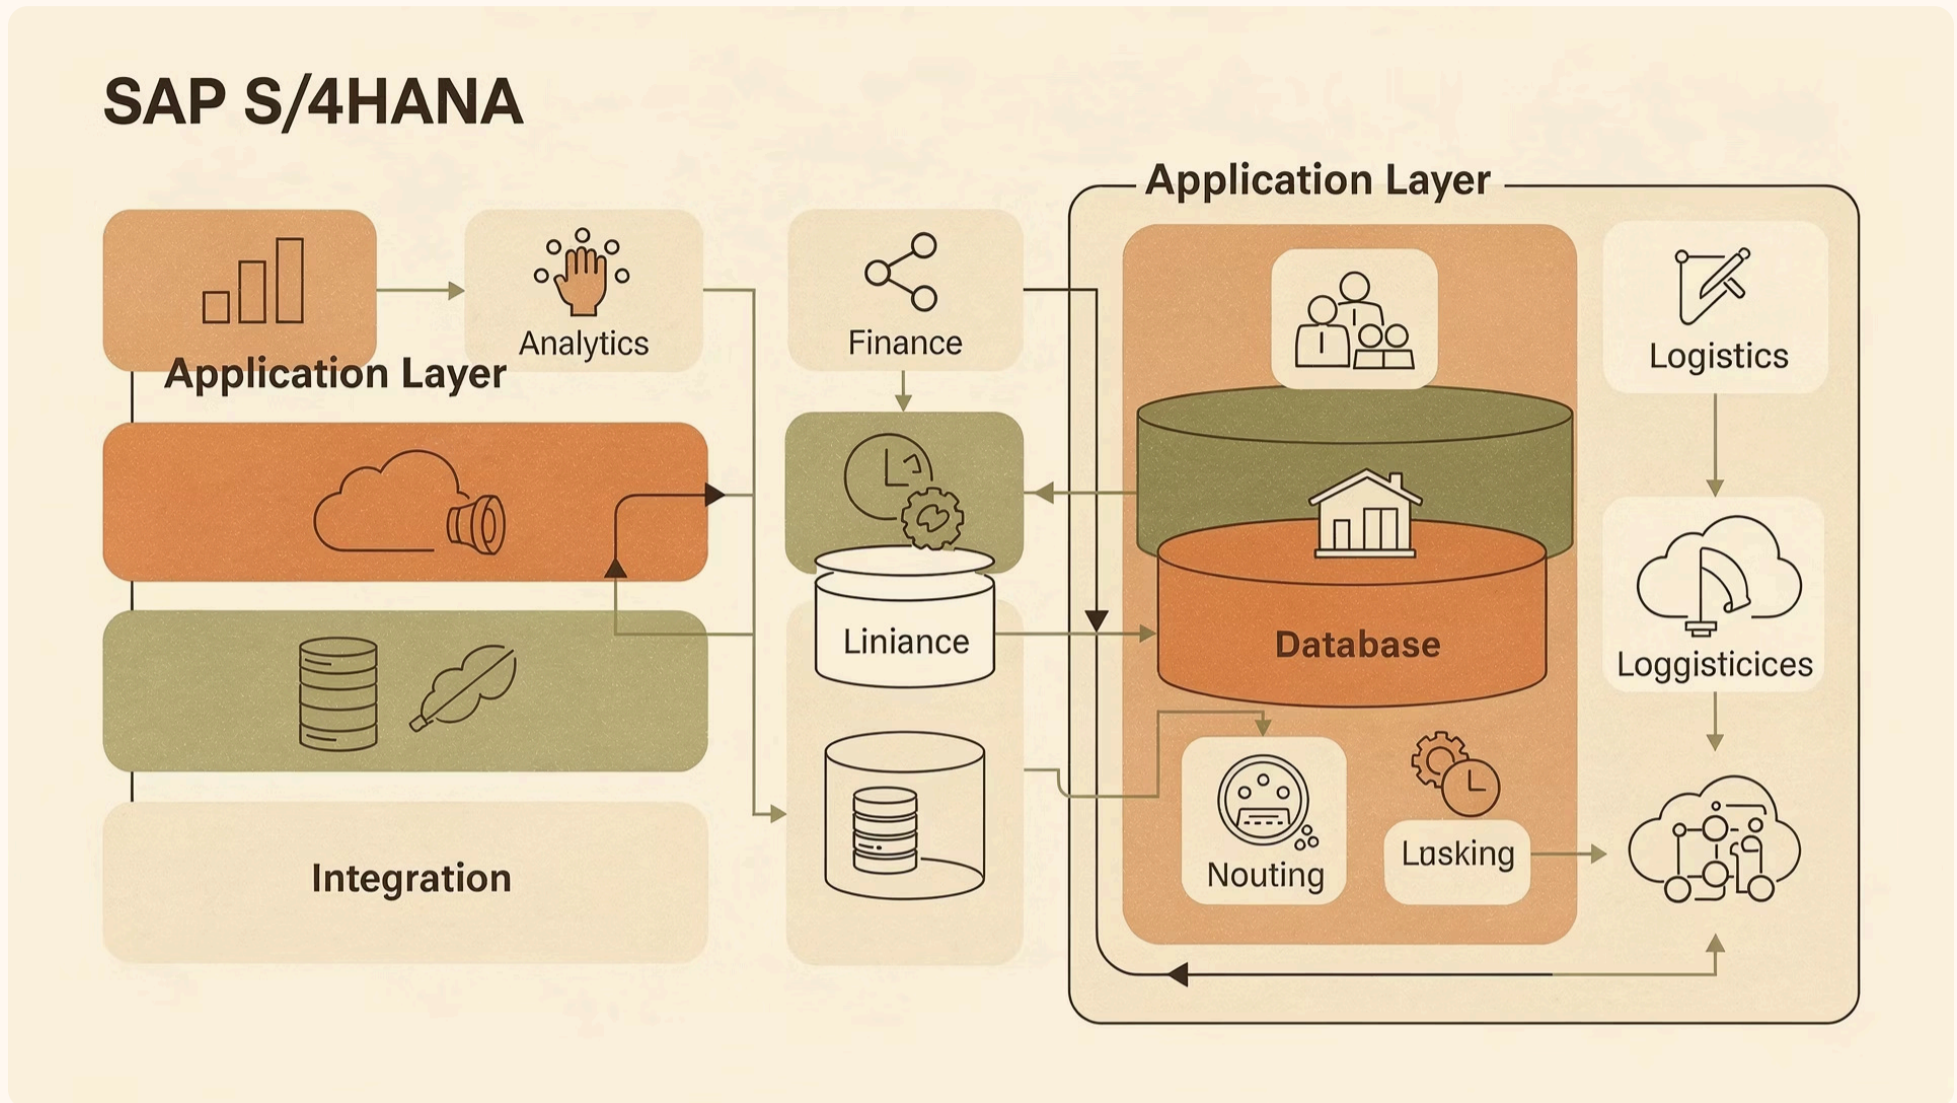 SAP S/4HANA
Application Layer
Analytics
Finance
Logistics
Application Layer
Liniance
Database
Loggisticices
Integration
Nouting
Lasking